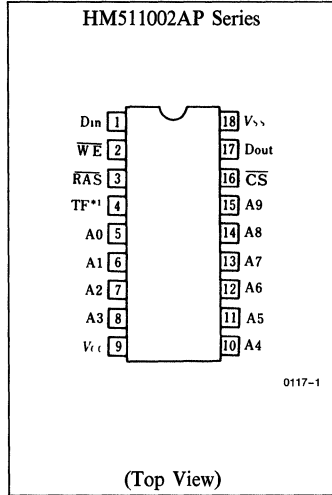 HM511002AP Series
Din 1 18 Vss
WE 2 17 Dout
RAS 3 16 CS
TF*1 4 15 A9
A0 5 14 A8
A1 6 13 A7
A2 7 12 A6
A3 8 11 A5
Vcc 9 10 A4
0117-1
(Top View)